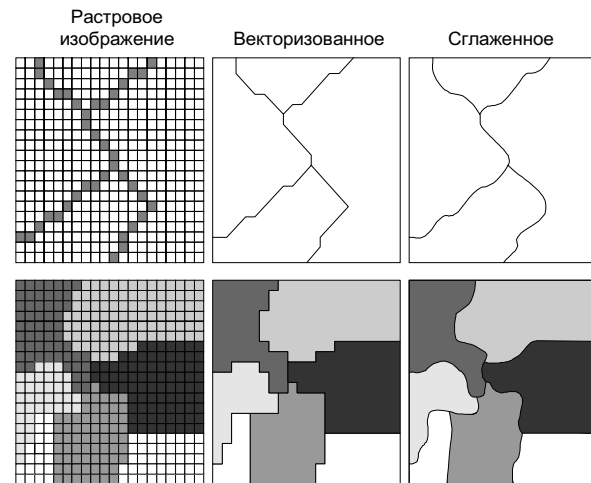 Растровое
изображение
Векторизованное
Сглаженное